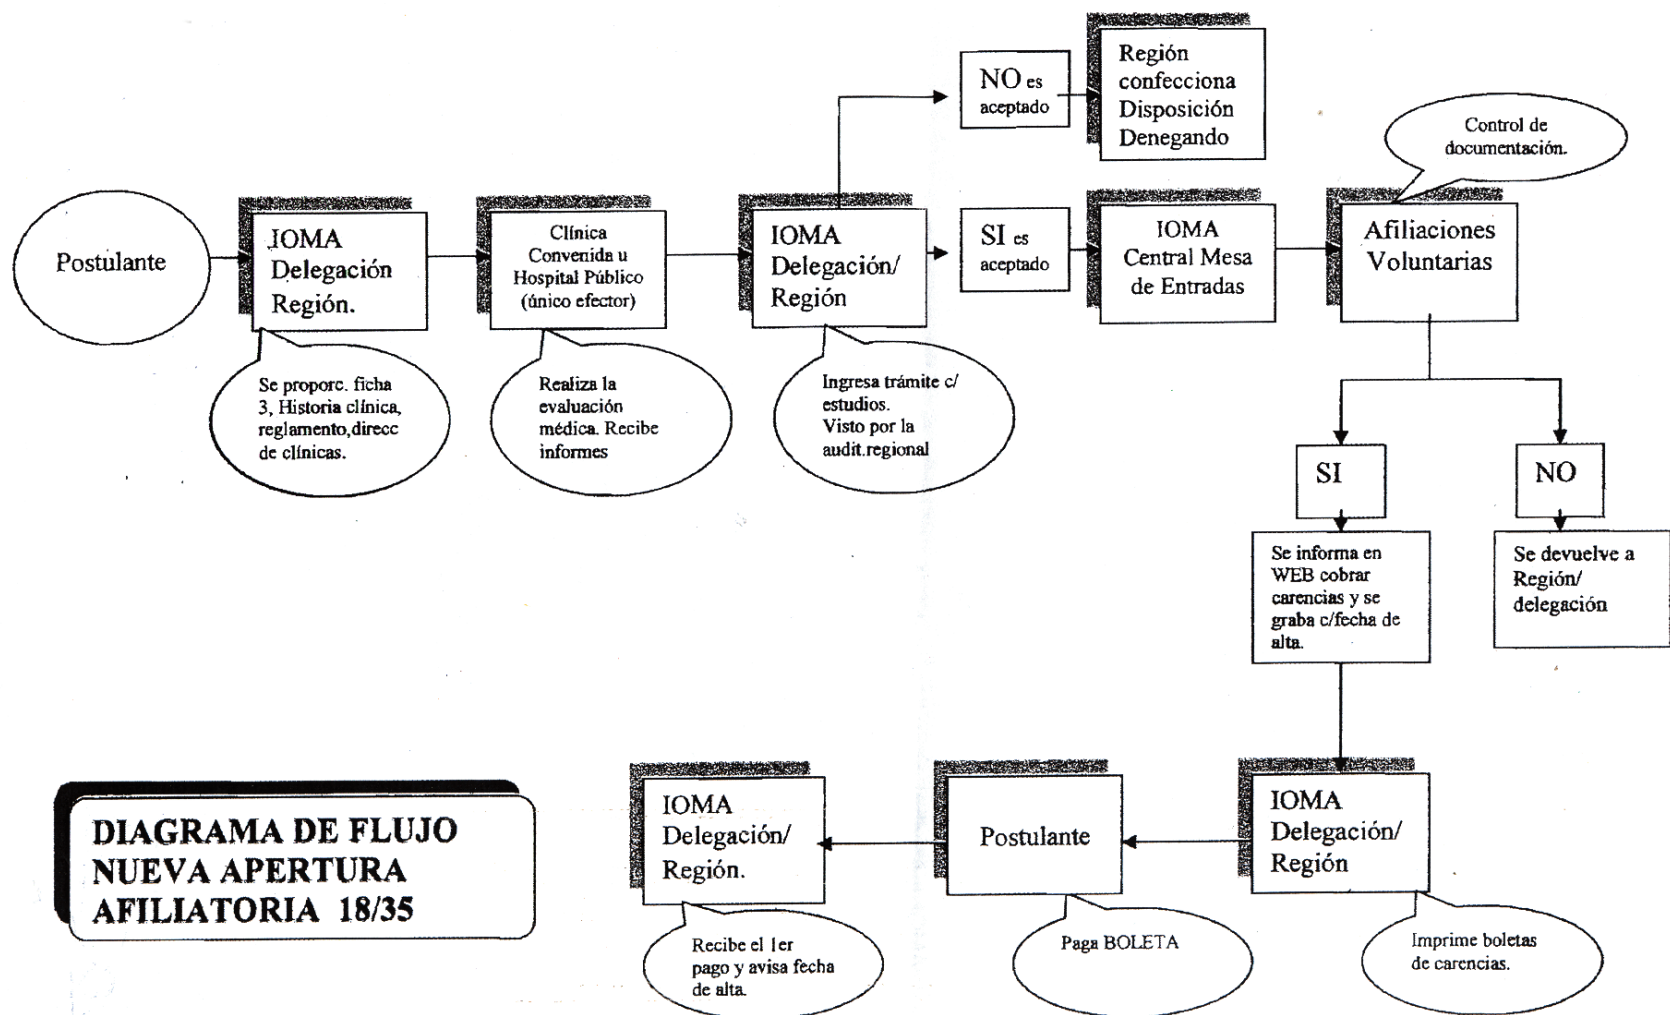 NO es
aceptado
Región
confecciona
Disposición
Denegando
Control de
documentación.
Postulante
IOMA
Delegación
Región.
Clínica
Convenida u
Hospital Público
(único efector)
IOMA
Delegación/
Región
SI es
aceptado
IOMA
Central Mesa
de Entradas
Afiliaciones
Voluntarias
Se proporc. ficha
3, Historia clínica,
reglamento,direcc
de clínicas.
Realiza la
evaluación
médica. Recibe
informes
Ingresa trámite c/
estudios.
Visto por la
audit.regional
SI
NO
Se informa en
WEB cobrar
carencias y se
graba c/fecha de
alta.
Se devuelve a
Región/
delegación
IOMA
Delegación/
Región.
Postulante
IOMA
Delegación/
Región
Recibe el 1er
pago y avisa fecha
de alta.
Paga BOLETA
Imprime boletas
de carencias.
DIAGRAMA DE FLUJO
NUEVA APERTURA
AFILIATORIA 18/35